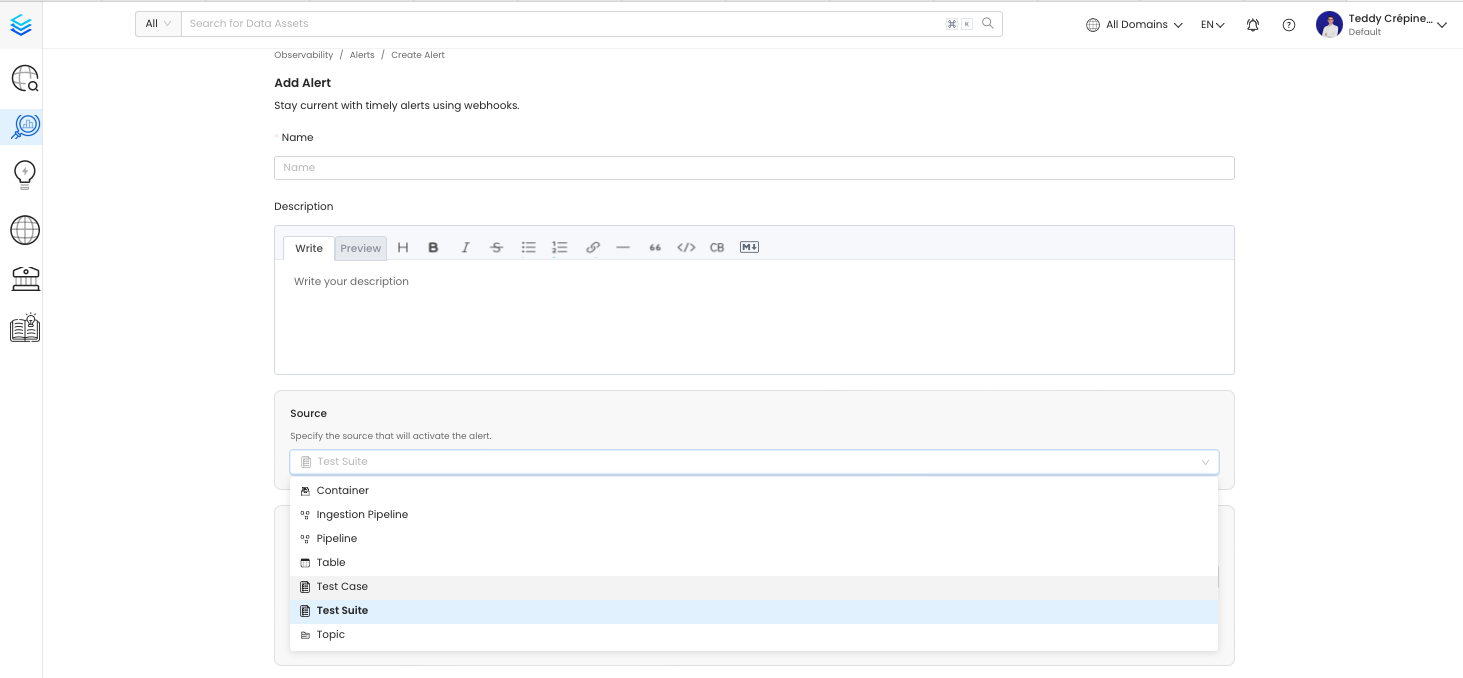 All Search for Data Assets ⌘ K All Domains EN Teddy Crépine...
Default
Observability / Alerts / Create Alert
Add Alert
Stay current with timely alerts using webhooks.
* Name
Name
Description
Write Preview H B I S 66 </> CB M↓
Write your description
Source
Specify the source that will activate the alert.
Test Suite
Container
Ingestion Pipeline
Pipeline
Table
Test Case
Test Suite
Topic